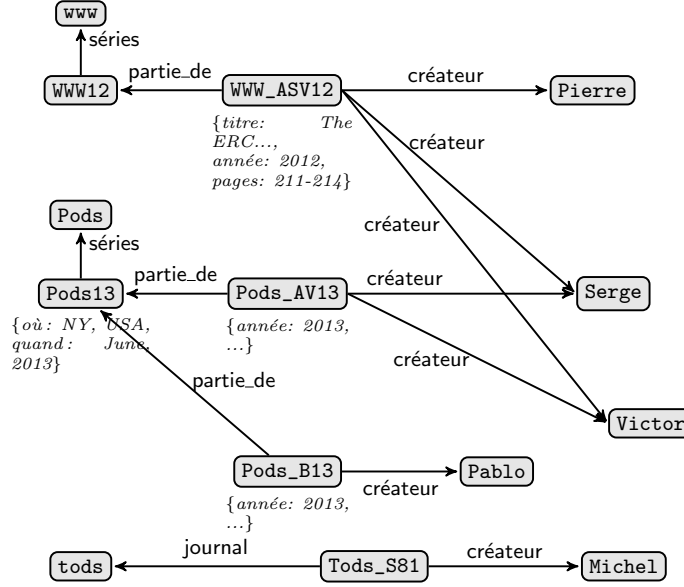 www
séries
partie_de
créateur
WWW12
WWW_ASV12
Pierre
{titre: The
ERC...,
année: 2012,
pages: 211-214}
créateur
créateur
Pods
séries
partie_de
créateur
Pods13
Pods_AV13
Serge
{où: NY, USA,
quand: June,
2013}
{année: 2013,
...}
créateur
partie_de
Victor
Pods_B13
Pablo
créateur
{année: 2013,
...}
journal
créateur
tods
Tods_S81
Michel